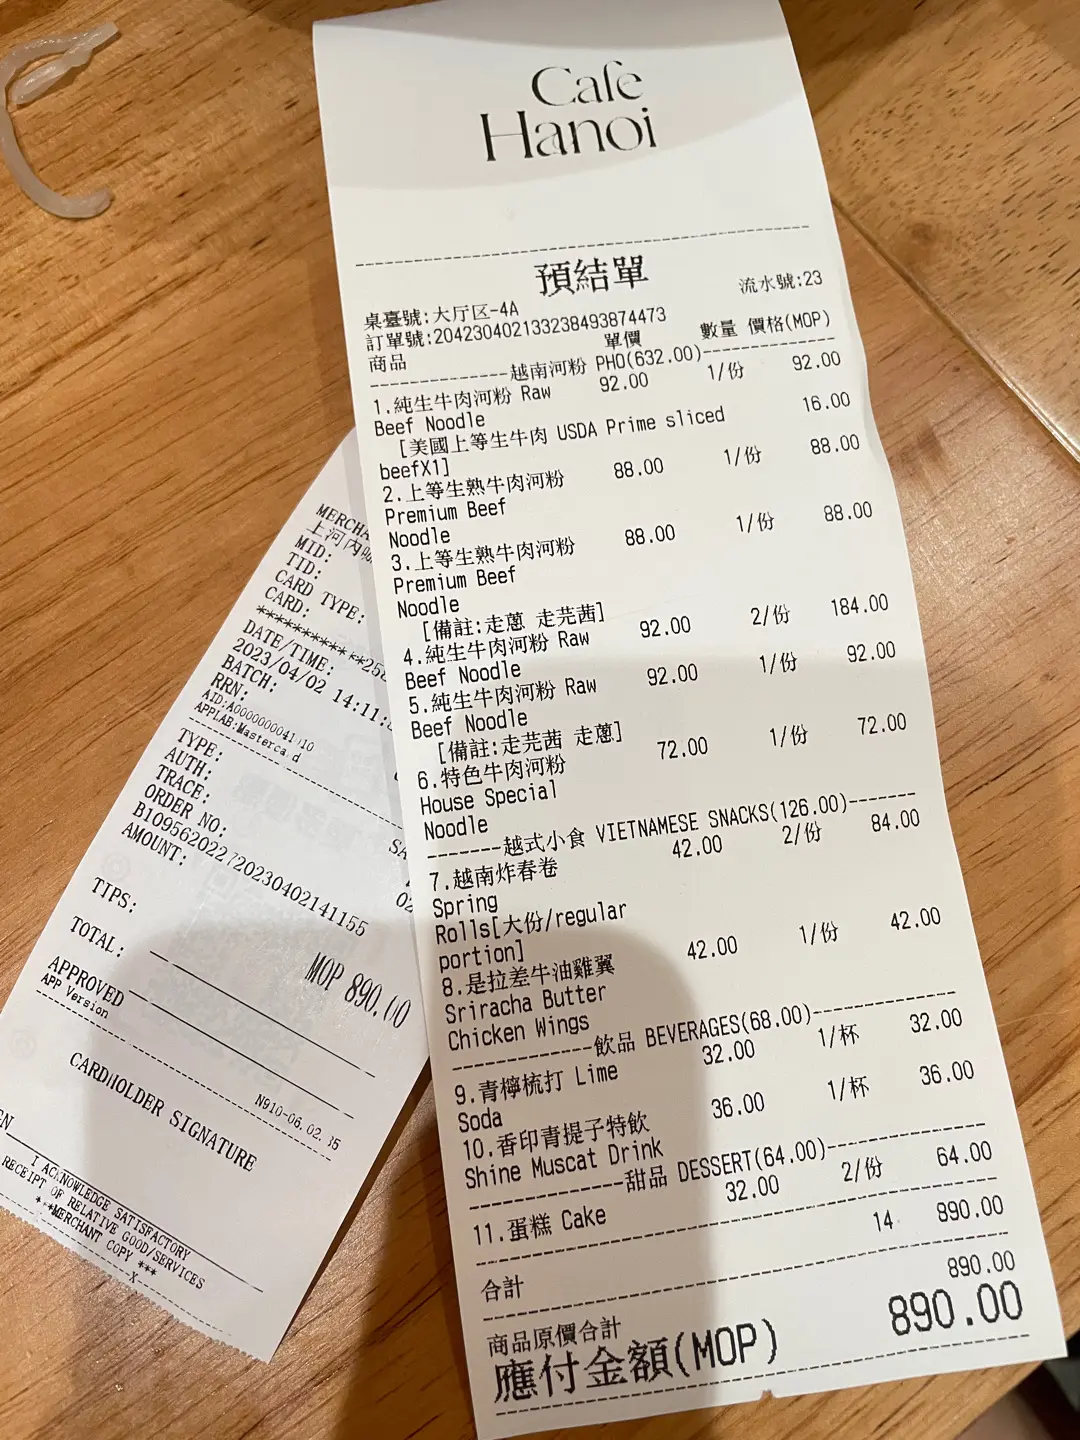 Cafe
Hanoi
預結單
桌臺號:大厅区-4A
流水號:23
訂單號:204230402133238493874473
商品 單價 數量 價格(MOP)
越南河粉 PHO(632.00)
1.純生牛肉河粉 Raw 92.00 1/份 92.00
Beef Noodle
[美國上等生牛肉 USDA Prime sliced 16.00
beefX1]
2.上等生熟牛肉河粉 88.00 1/份 88.00
Premium Beef
Noodle
3.上等生熟牛肉河粉 88.00 1/份 88.00
Premium Beef
Noodle
[備註:走蔥 走芫茜]
4.純生牛肉河粉 Raw 92.00 2/份 184.00
Beef Noodle
5.純生牛肉河粉 Raw 92.00 1/份 92.00
Beef Noodle
[備註:走芫茜 走蔥]
6.特色牛肉河粉 72.00 1/份 72.00
House Special
Noodle
越式小食 VIETNAMESE SNACKS(126.00)
7.越南炸春卷 42.00 2/份 84.00
Spring
Rolls[大份/regular
portion]
8.是拉差牛油雞翼 42.00 1/份 42.00
Sriracha Butter
Chicken Wings
飲品 BEVERAGES(68.00)
9.青檸梳打 Lime 32.00 1/杯 32.00
Soda
10.香印青提子特飲 36.00 1/杯 36.00
Shine Muscat Drink
甜品 DESSERT(64.00)
11.蛋糕 Cake 32.00 2/份 64.00
合計 14 890.00
商品原價合計 890.00
應付金額(MOP) 890.00
上河內
MID:
TID:
CARD TYPE:
CARD:
DATE/TIME:
2023/04/02 14:11:
BATCH:
RRN:
APPLAB:
TYPE:
AUTH:
TRACE:
ORDER NO:
AMOUNT:
MOP 890.00
TIPS:
TOTAL:
APPROVED
APP Version
CARDHOLDER SIGNATURE
I ACKNOWLEDGE SATISFACTORY
RECEIPT OF RELATIVE GOOD/SERVICES
***MERCHANT COPY ***